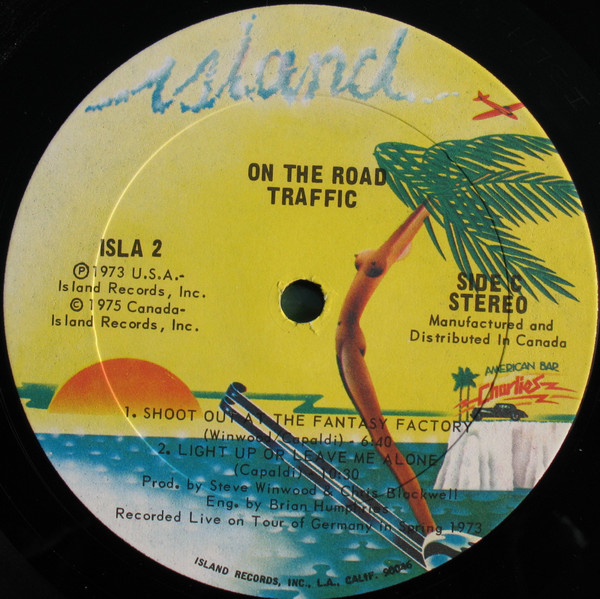 island
ON THE ROAD
TRAFFIC
ISLA 2
Ⓟ 1973 U.S.A.-
Island Records, Inc.
© 1975 Canada-
Island Records, Inc.
SIDE C
STEREO
Manufactured and
Distributed In Canada
AMERICAN BAR
Charlies
1. SHOOT OUT AT THE FANTASY FACTORY
(Winwood/Capaldi) - 6:40
2. LIGHT UP OR LEAVE ME ALONE
(Capaldi) - 10:30
Prod. by Steve Winwood & Chris Blackwell
Eng. by Brian Humphries
Recorded Live on Tour of Germany in Spring 1973
ISLAND RECORDS, INC., L.A., CALIF. 90046